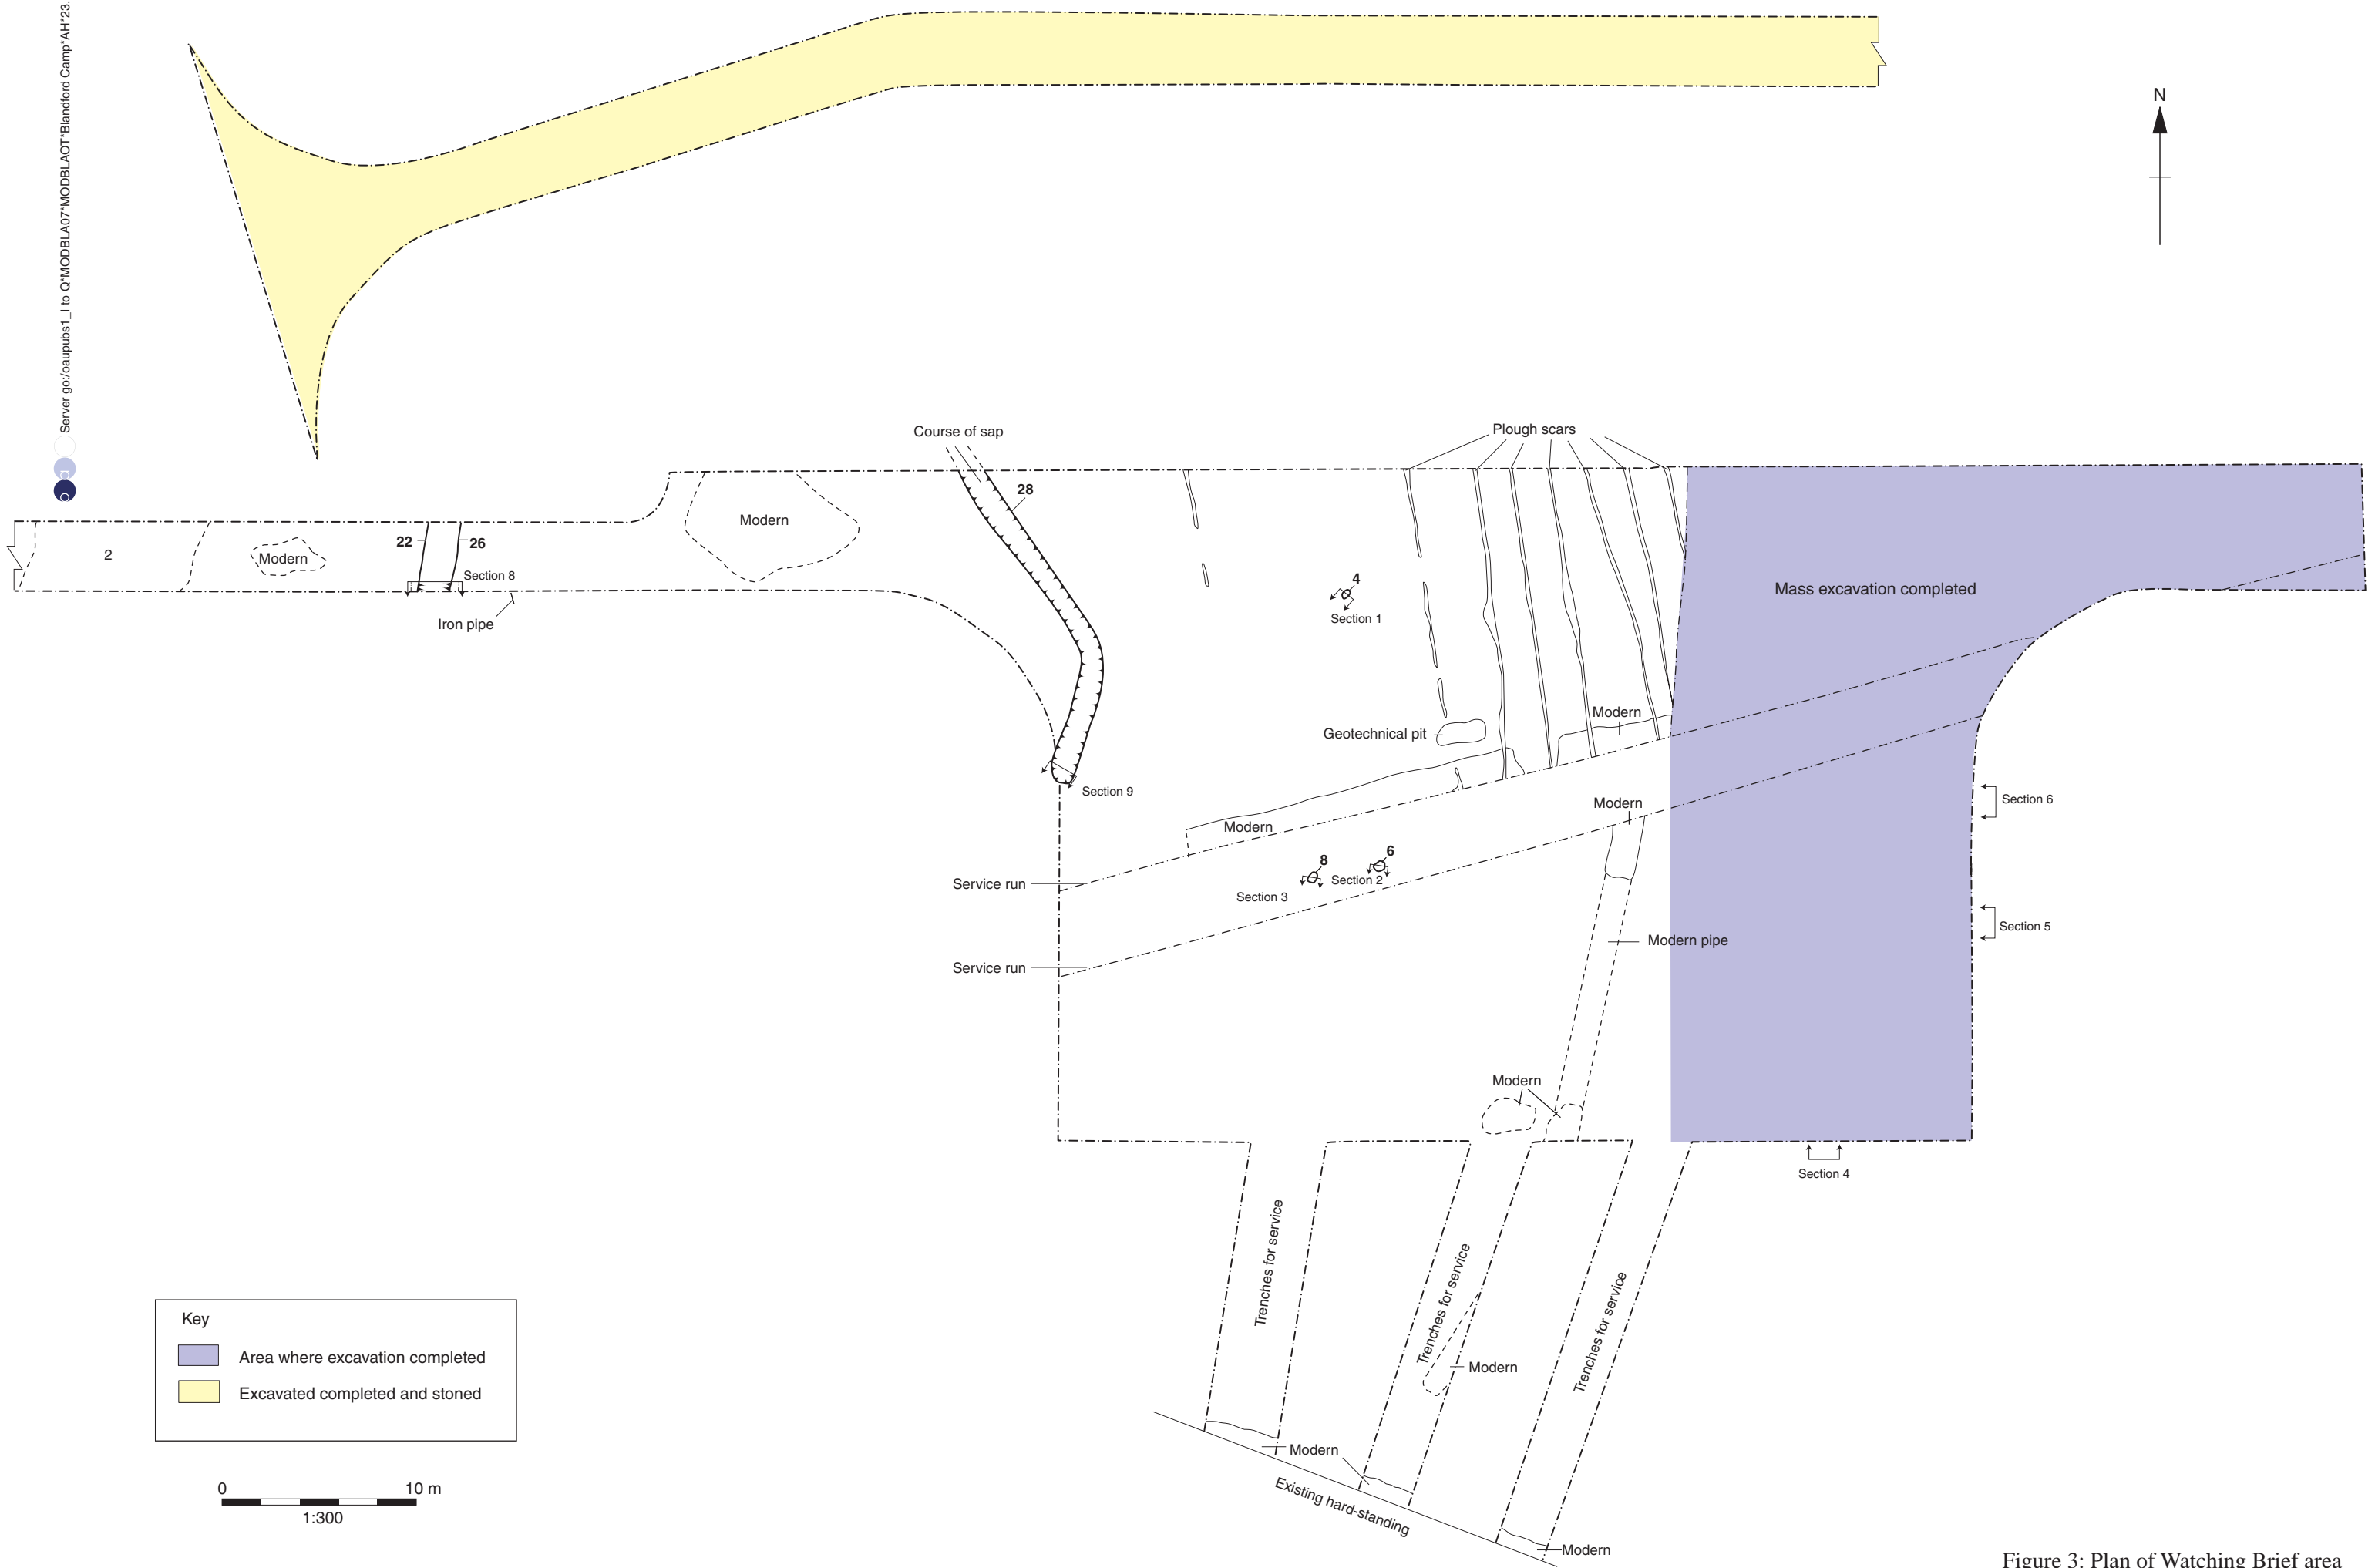 Server go:/oaupubs1_I to Q*MODBLA07*MODBLAOT*Blandford Camp*AH*23.
N
Course of sap
28
Plough scars
Modern
2
Modern
22
26
Section 8
Iron pipe
4
Section 1
Mass excavation completed
Geotechnical pit
Modern
Section 9
Modern
Modern
Section 6
8
6
Section 2
Section 3
Service run
Section 5
Modern pipe
Service run
Modern
Section 4
Trenches for service
Trenches for service
Trenches for service
Key
Area where excavation completed
Excavated completed and stoned
Modern
Modern
Existing hard-standing
Modern
0 10 m
1:300
Figure 3: Plan of Watching Brief area